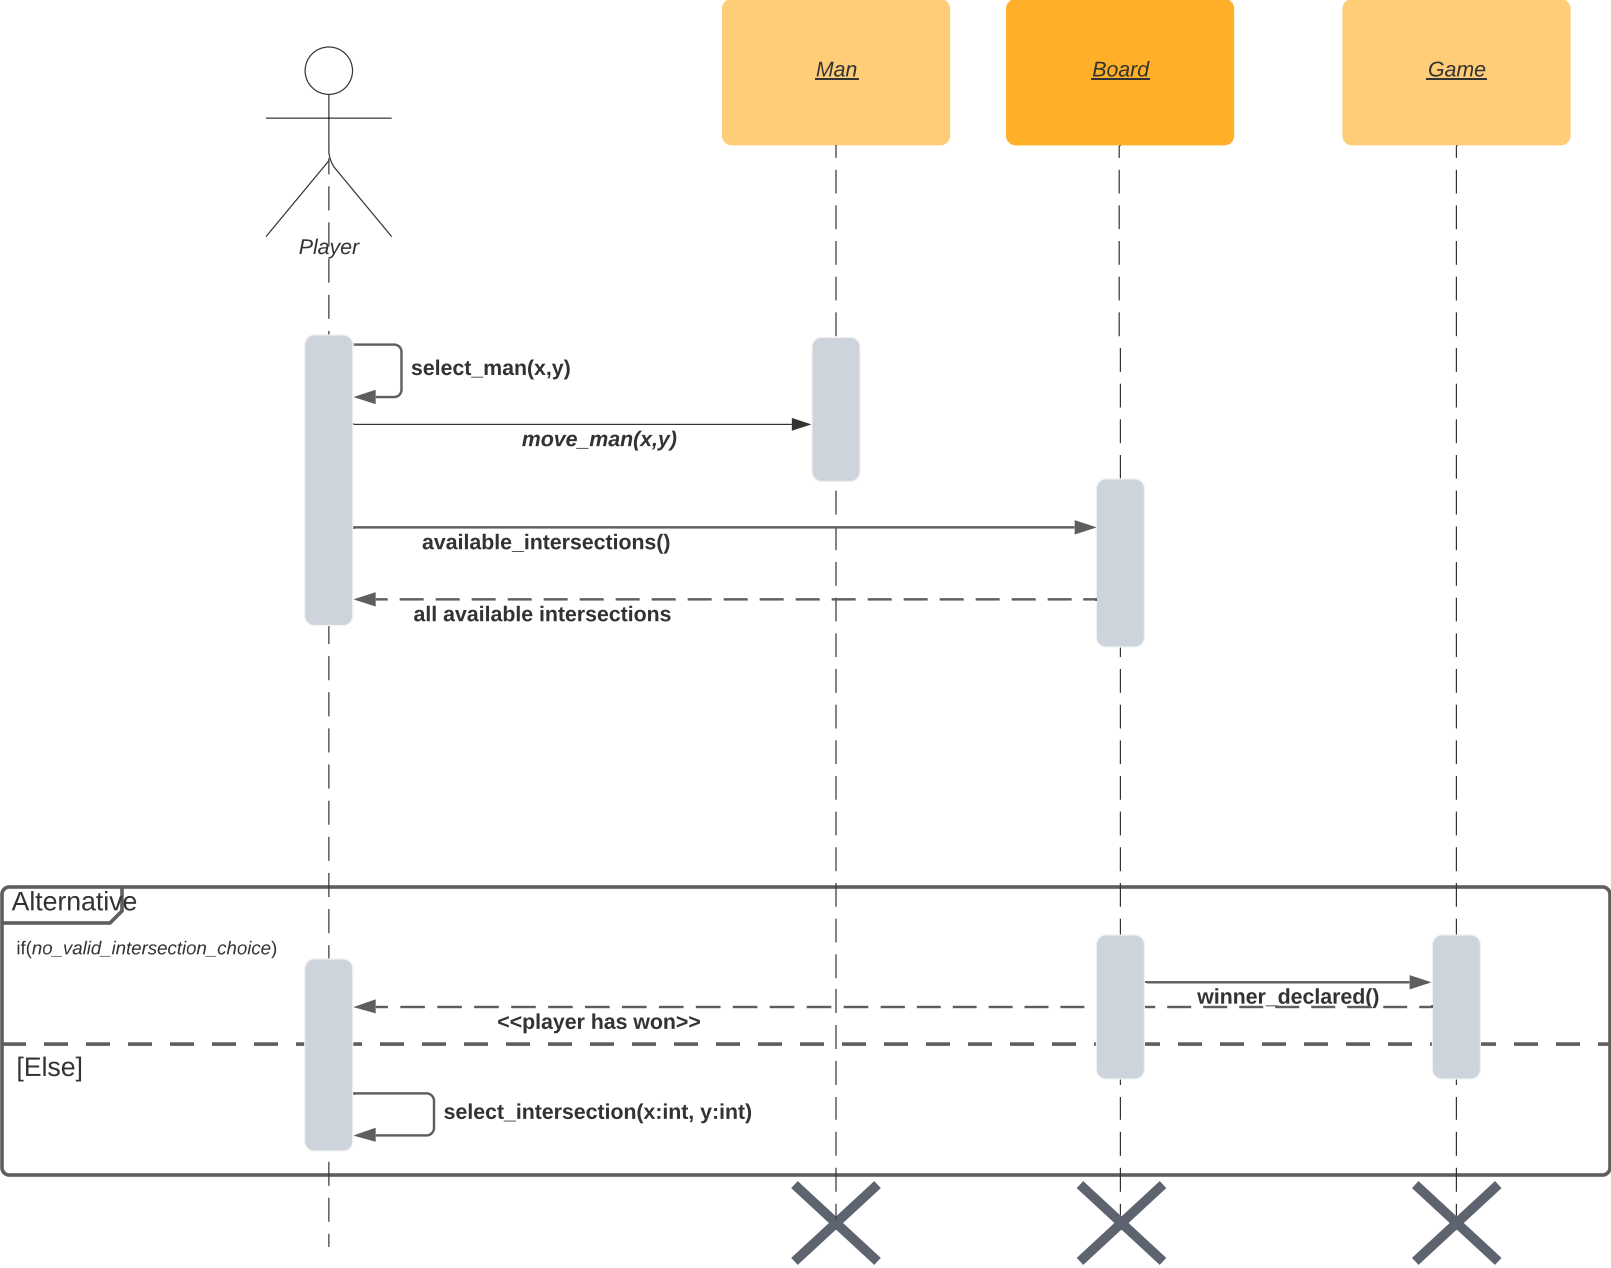 Man
Board
Game
Player
select_man(x,y)
move_man(x,y)
available_intersections()
all available intersections
Alternative
if(no_valid_intersection_choice)
winner_declared()
<<player has won>>
[Else]
select_intersection(x:int, y:int)